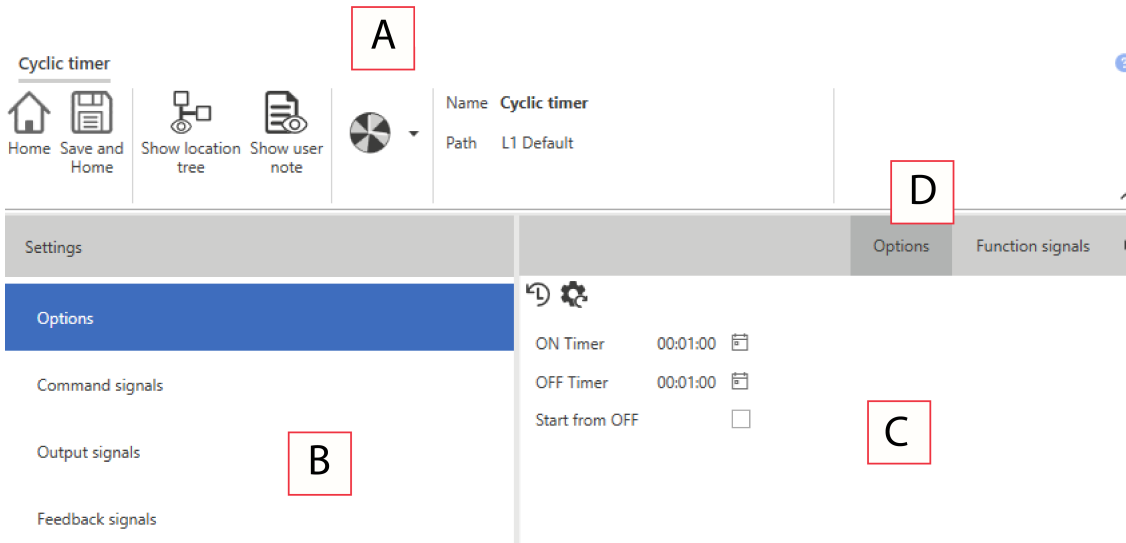 A
Cyclic timer
?
Home
Save and
Home
Show location
tree
Show user
note
Name Cyclic timer
Path L1 Default
D
Settings
Options Function signals
Options
ON Timer 00:01:00
Command signals
OFF Timer 00:01:00
Start from OFF
C
Output signals
B
Feedback signals